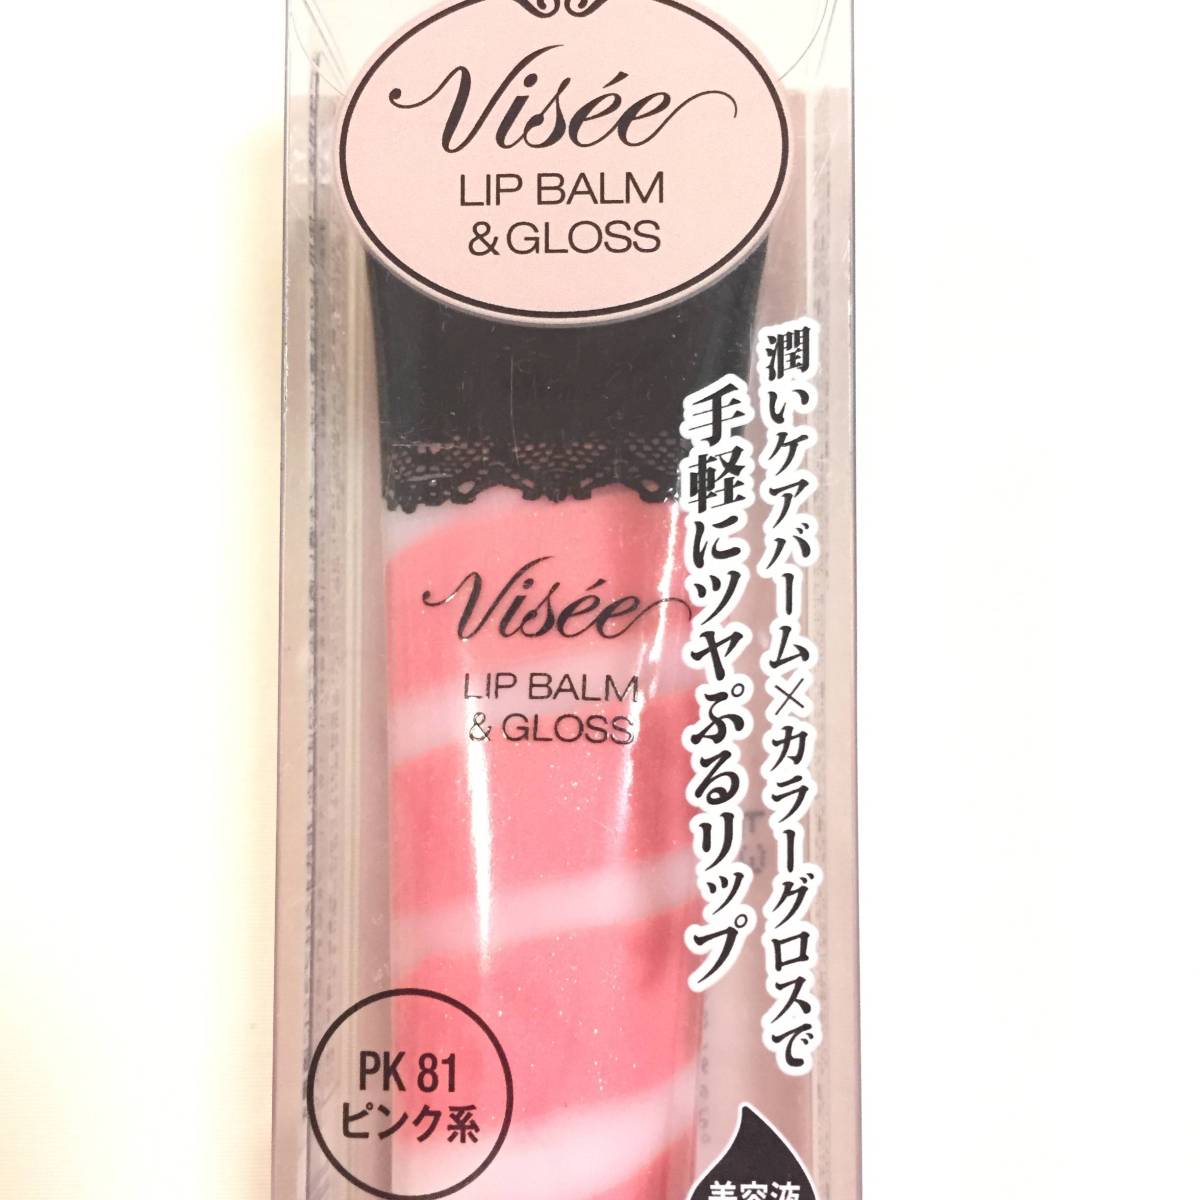 Visée
LIP BALM
& GLOSS
潤いケアバーム×カラーグロスで
手軽にツヤぷるリップ
Visée
LIP BALM
& GLOSS
PK 81
ピンク系
美容液